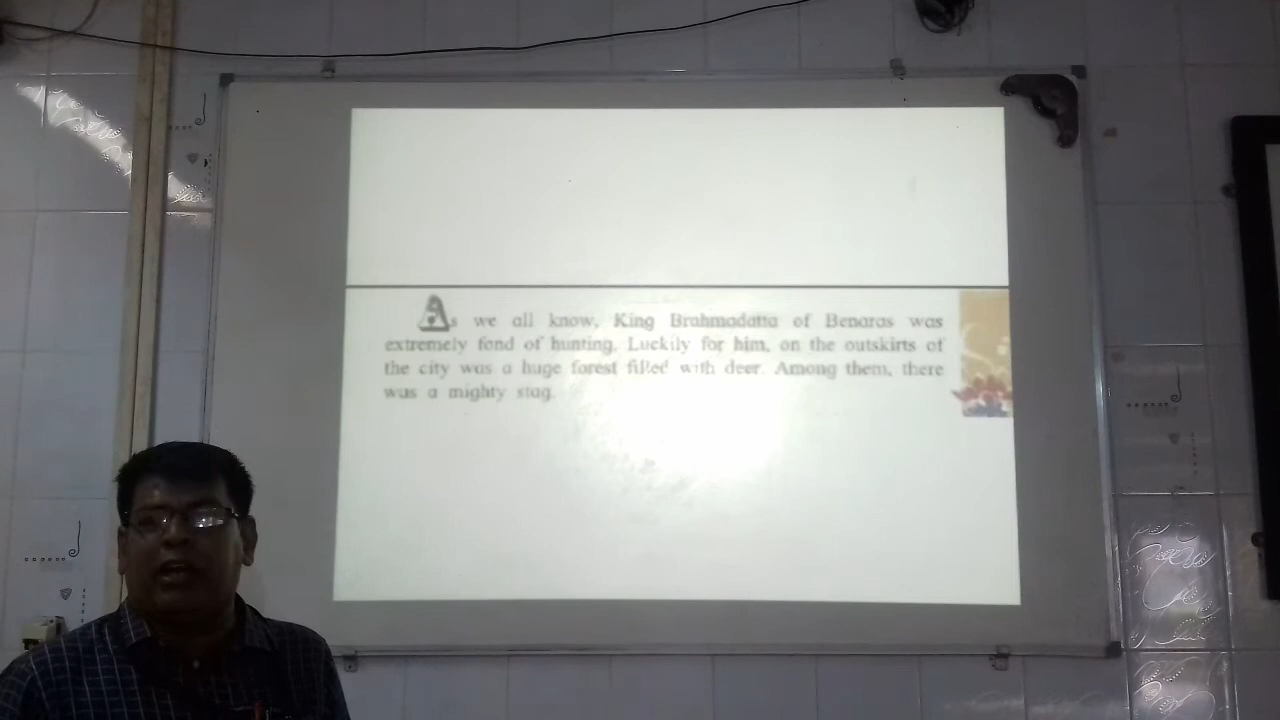 As we all know, King Brahmadatta of Benaras was
extremely fond of hunting. Luckily for him, on the outskirts of
the city was a huge forest filled with deer. Among them, there
was a mighty stag.